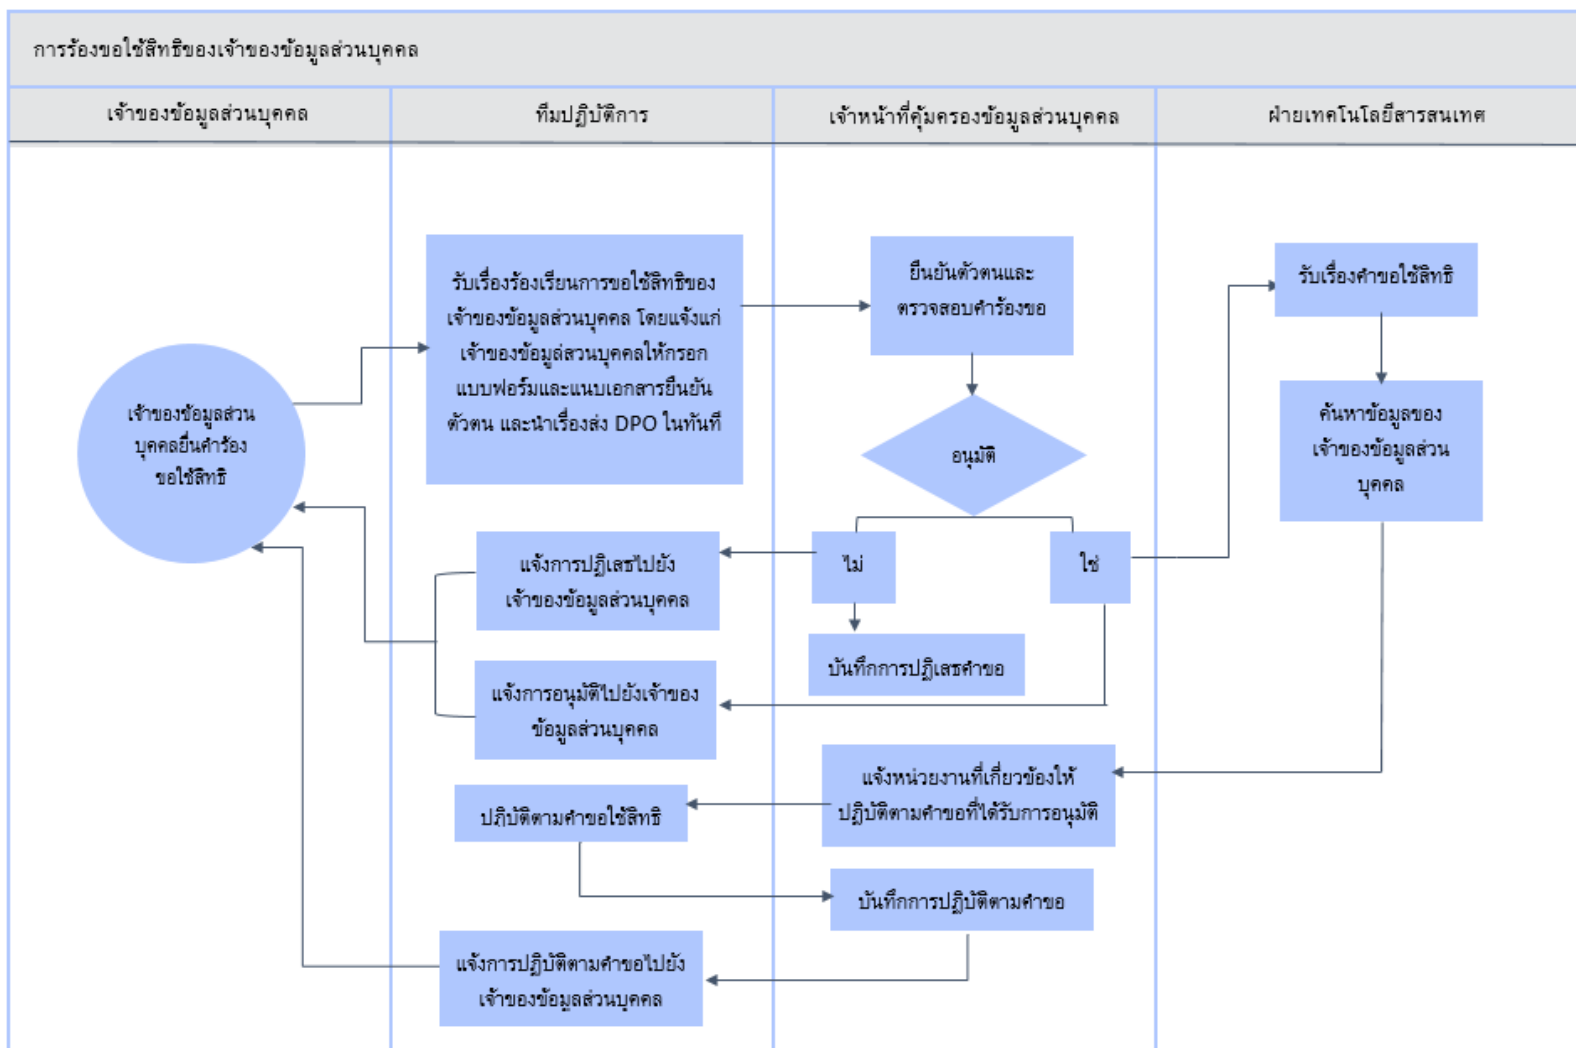 การร้องขอใช้สิทธิของเจ้าของข้อมูลส่วนบุคคล
เจ้าของข้อมูลส่วนบุคคล
ทีมปฏิบัติการ
เจ้าหน้าที่คุ้มครองข้อมูลส่วนบุคคล
ฝ่ายเทคโนโลยีสารสนเทศ
เจ้าของข้อมูลส่วน
บุคคลยื่นคำร้อง
ขอใช้สิทธิ
รับเรื่องร้องเรียนการขอใช้สิทธิของ
เจ้าของข้อมูลส่วนบุคคล โดยแจ้งแก่
เจ้าของข้อมูลส่วนบุคคลให้กรอก
แบบฟอร์มและแนบเอกสารยืนยัน
ตัวตน และนำเรื่องส่ง DPO ในทันที
ยืนยันตัวตนและ
ตรวจสอบคำร้องขอ
อนุมัติ
ไม่
ใช่
รับเรื่องคำขอใช้สิทธิ
ค้นหาข้อมูลของ
เจ้าของข้อมูลส่วน
บุคคล
แจ้งการปฏิเสธไปยัง
เจ้าของข้อมูลส่วนบุคคล
บันทึกการปฏิเสธคำขอ
แจ้งการอนุมัติไปยังเจ้าของ
ข้อมูลส่วนบุคคล
แจ้งหน่วยงานที่เกี่ยวข้องให้
ปฏิบัติตามคำขอที่ได้รับการอนุมัติ
ปฏิบัติตามคำขอใช้สิทธิ
บันทึกการปฏิบัติตามคำขอ
แจ้งการปฏิบัติตามคำขอไปยัง
เจ้าของข้อมูลส่วนบุคคล